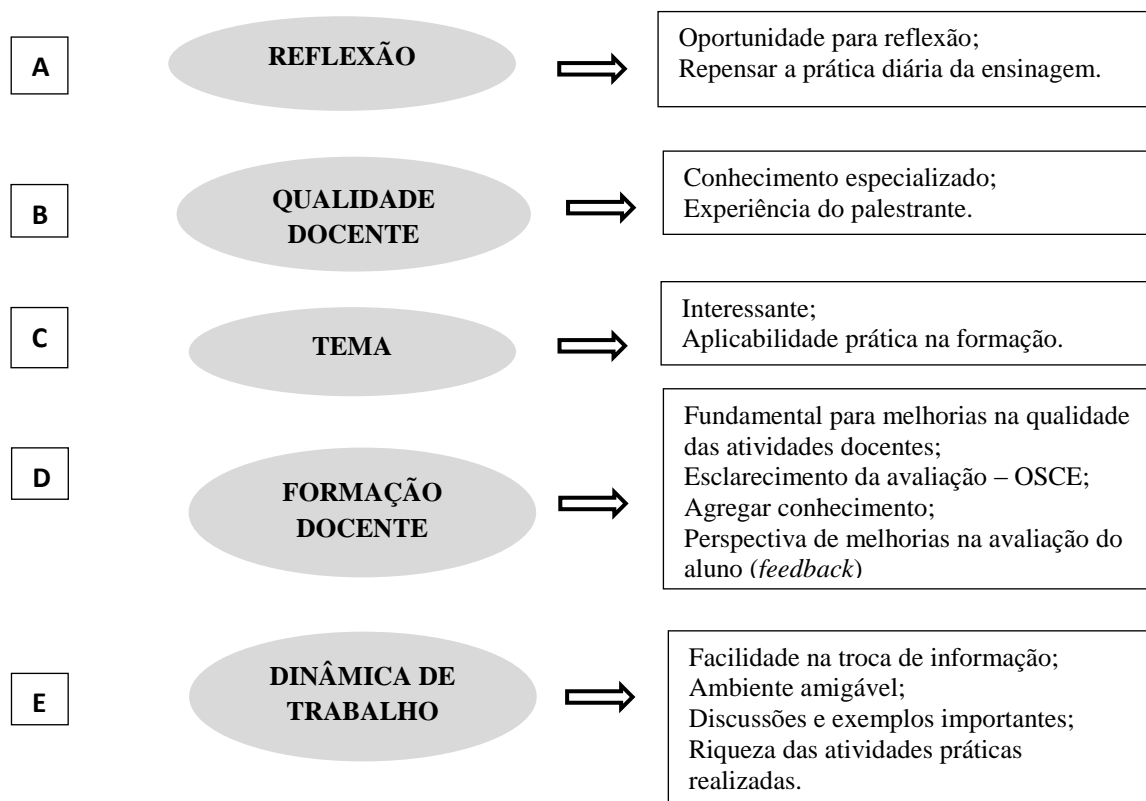 A
REFLEXÃO
Oportunidade para reflexão;
Repensar a prática diária da ensinagem.
B
QUALIDADE
DOCENTE
Conhecimento especializado;
Experiência do palestrante.
C
TEMA
Interessante;
Aplicabilidade prática na formação.
D
FORMAÇÃO
DOCENTE
Fundamental para melhorias na qualidade
das atividades docentes;
Esclarecimento da avaliação – OSCE;
Agregar conhecimento;
Perspectiva de melhorias na avaliação do
aluno (feedback)
E
DINÂMICA DE
TRABALHO
Facilidade na troca de informação;
Ambiente amigável;
Discussões e exemplos importantes;
Riqueza das atividades práticas
realizadas.